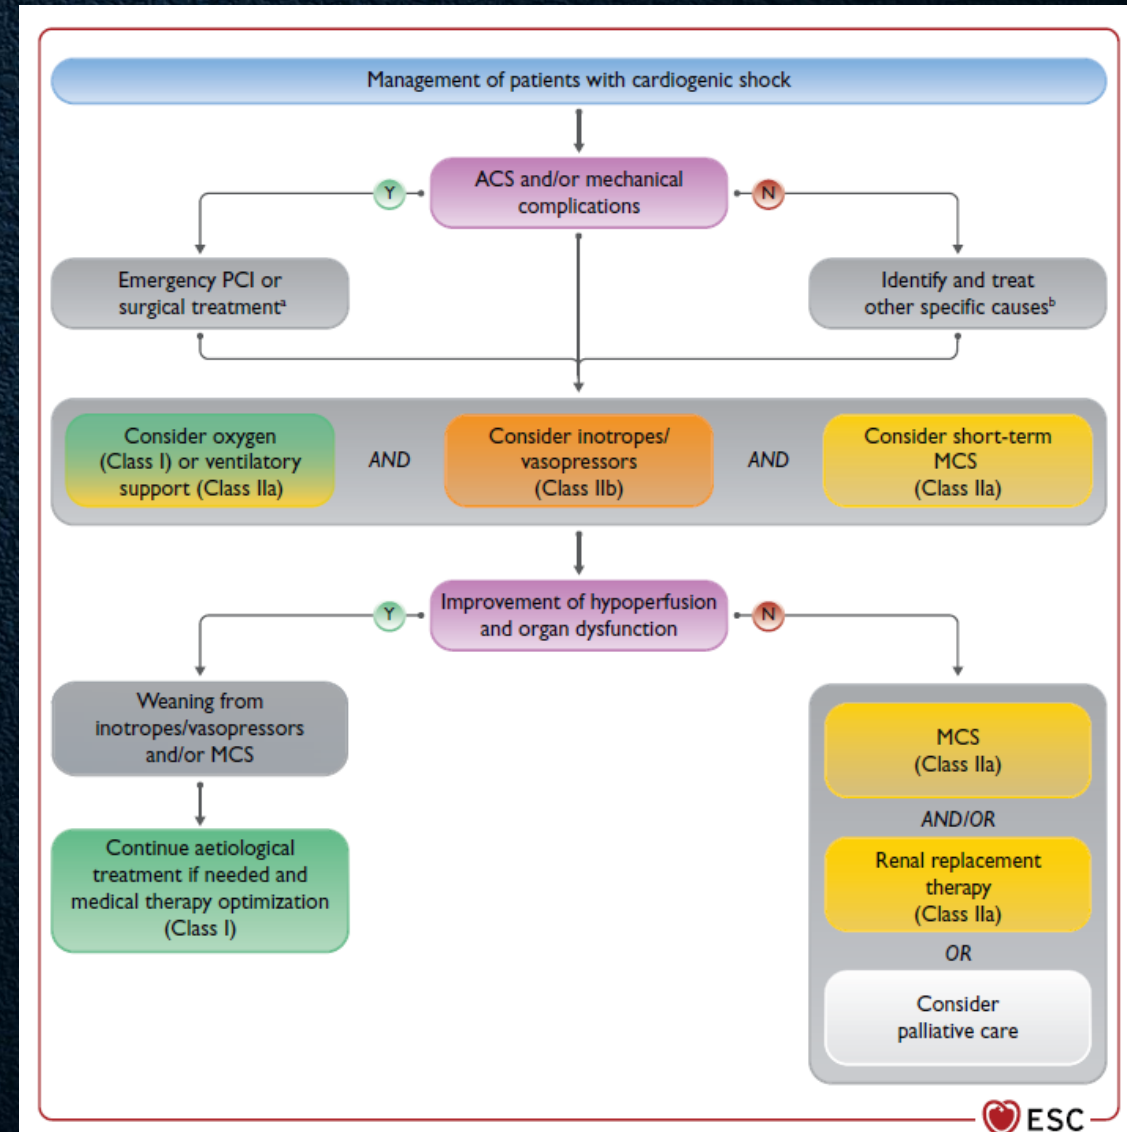 Management of patients with cardiogenic shock
ACS and/or mechanical
complications
Y
N
Emergency PCI or
surgical treatmentᵃ
Identify and treat
other specific causesᵇ
Consider oxygen
(Class I) or ventilatory
support (Class IIa)
AND
Consider inotropes/
vasopressors
(Class IIb)
AND
Consider short-term
MCS
(Class IIa)
Improvement of hypoperfusion
and organ dysfunction
Y
N
Weaning from
inotropes/vasopressors
and/or MCS
Continue aetiological
treatment if needed and
medical therapy optimization
(Class I)
MCS
(Class IIa)
AND/OR
Renal replacement
therapy
(Class IIa)
OR
Consider
palliative care
ESC